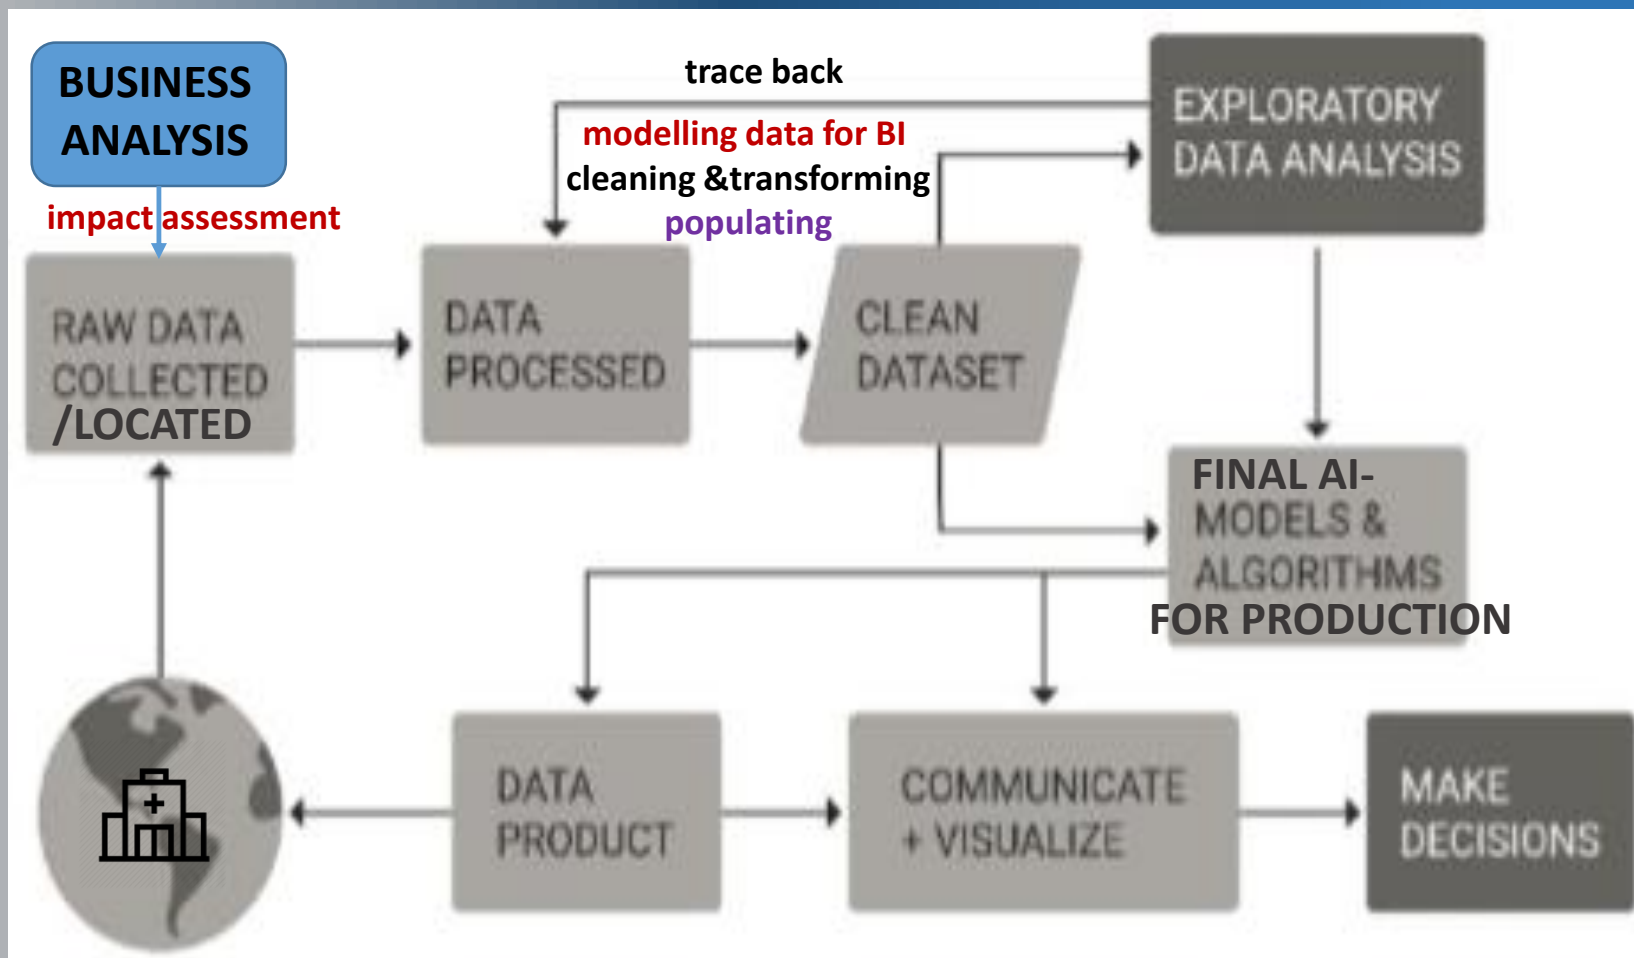 BUSINESS
ANALYSIS
impact assessment
trace back
modelling data for BI
cleaning &transforming
populating
EXPLORATORY
DATA ANALYSIS
RAW DATA
COLLECTED
/LOCATED
DATA
PROCESSED
CLEAN
DATASET
FINAL AI-
MODELS &
ALGORITHMS
FOR PRODUCTION
DATA
PRODUCT
COMMUNICATE
+ VISUALIZE
MAKE
DECISIONS